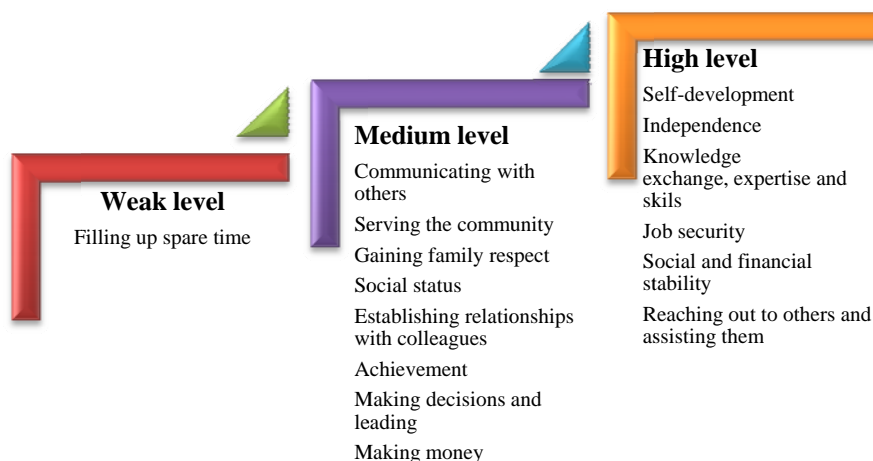 Weak level
Filling up spare time
Medium level
Communicating with
others
Serving the community
Gaining family respect
Social status
Establishing relationships
with colleagues
Achievement
Making decisions and
leading
Making money
High level
Self-development
Independence
Knowledge
exchange, expertise and
skils
Job security
Social and financial
stability
Reaching out to others and
assisting them